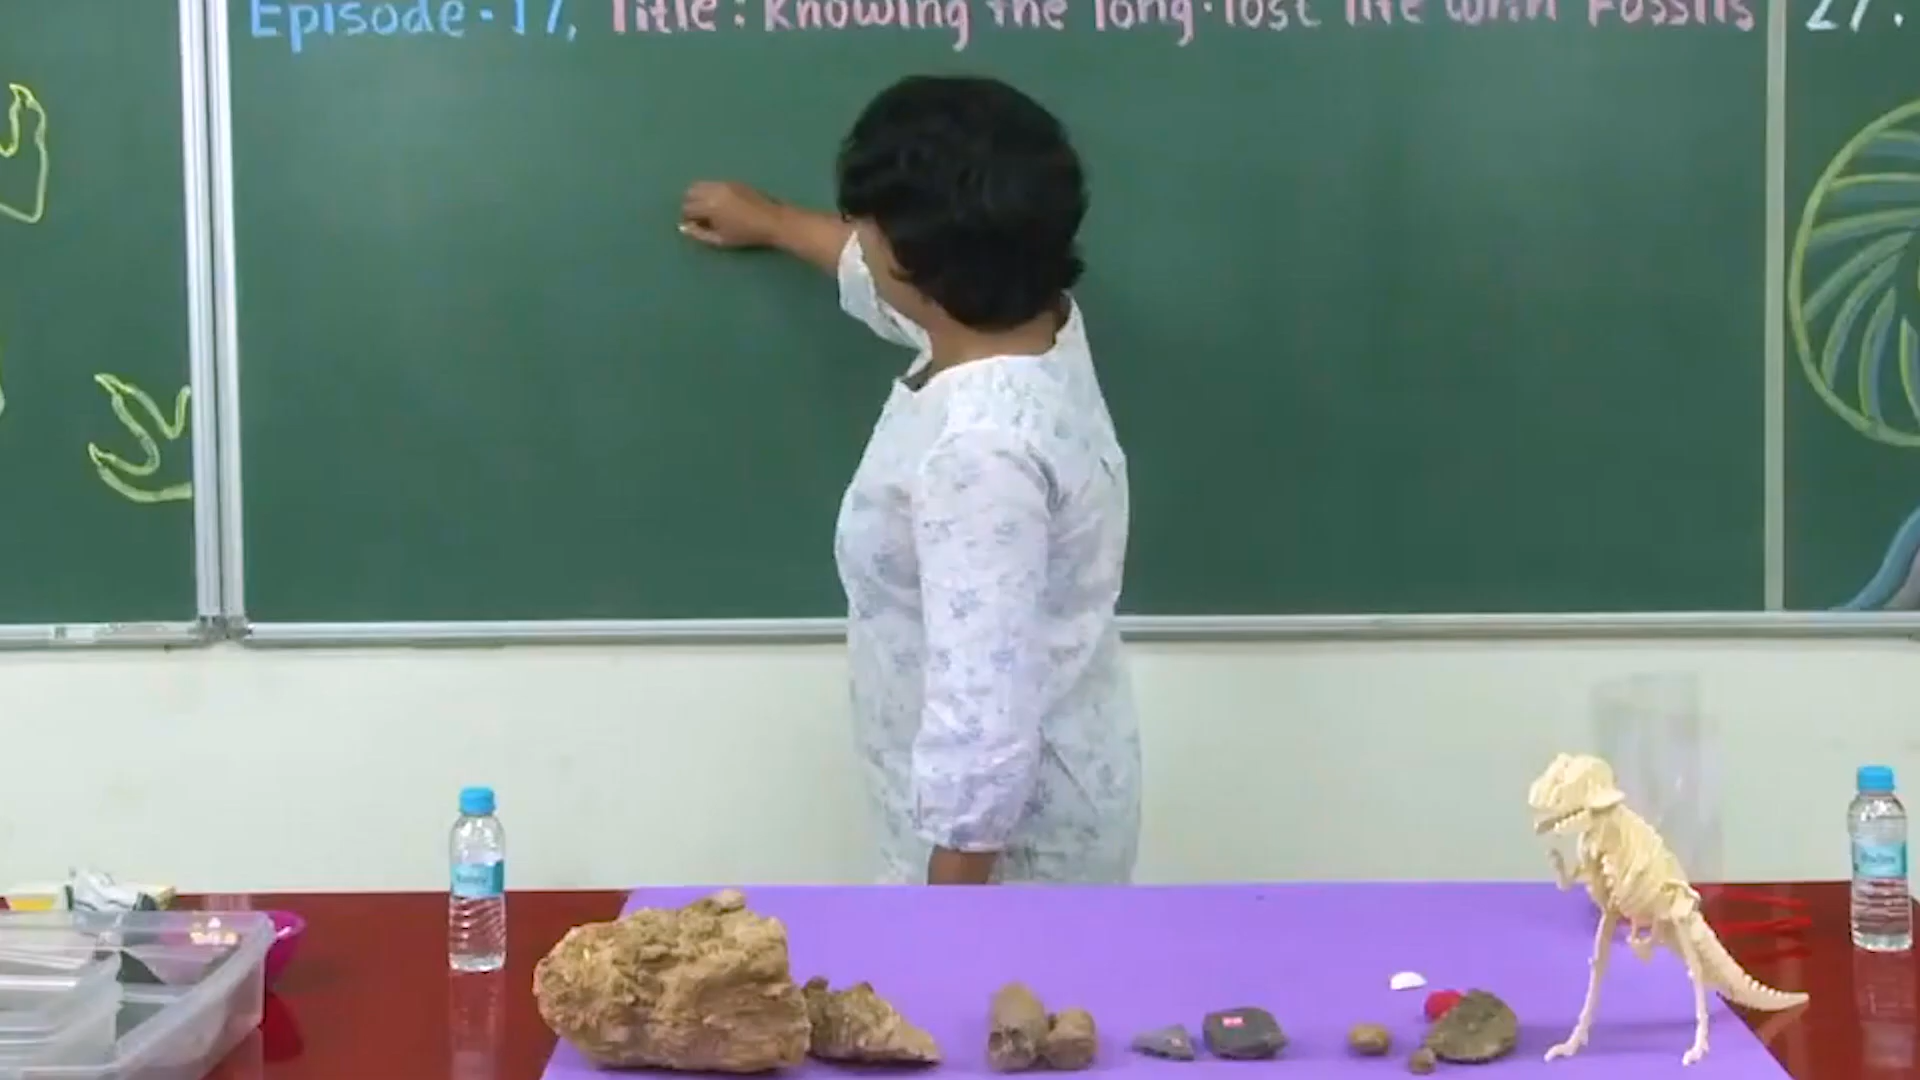 Episode - 17, Title : Knowing the long-lost life with Fossils 27.